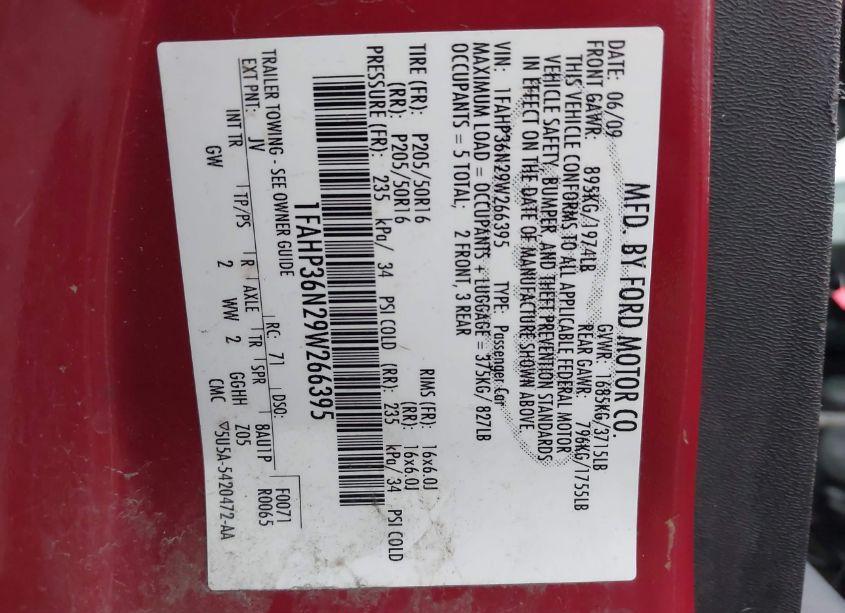 MFD. BY FORD MOTOR CO.
DATE: 06/09 GVWR: 1685KG/3715LB
FRONT GAWR: 895KG/1974LB REAR GAWR: 796KG/1755LB
THIS VEHICLE CONFORMS TO ALL APPLICABLE FEDERAL MOTOR
VEHICLE SAFETY, BUMPER, AND THEFT PREVENTION STANDARDS
IN EFFECT ON THE DATE OF MANUFACTURE SHOWN ABOVE.
VIN: 1FAHP36N29W266395 TYPE: Passenger Car
MAXIMUM LOAD = OCCUPANTS + LUGGAGE = 375KG/ 827LB
OCCUPANTS = 5 TOTAL: 2 FRONT, 3 REAR
TIRE (FR): P205/50R16 RIMS (FR): 16x6.0J
(RR): P205/50R16 (RR): 16x6.0J
PRESSURE (FR): 235 kPa/ 34 PSI COLD (RR): 235 kPa/ 34 PSI COLD
1FAHP36N29W266395
TRAILER TOWING - SEE OWNER GUIDE RC: 71 DSO: F0071
EXT PNT: JV 8AU1P R0065
INT TR TP/PS R AXLE TR SPR Z05
GW 2 2 WW 2 GGHH
CMC ▽5U5A-5420472-AA